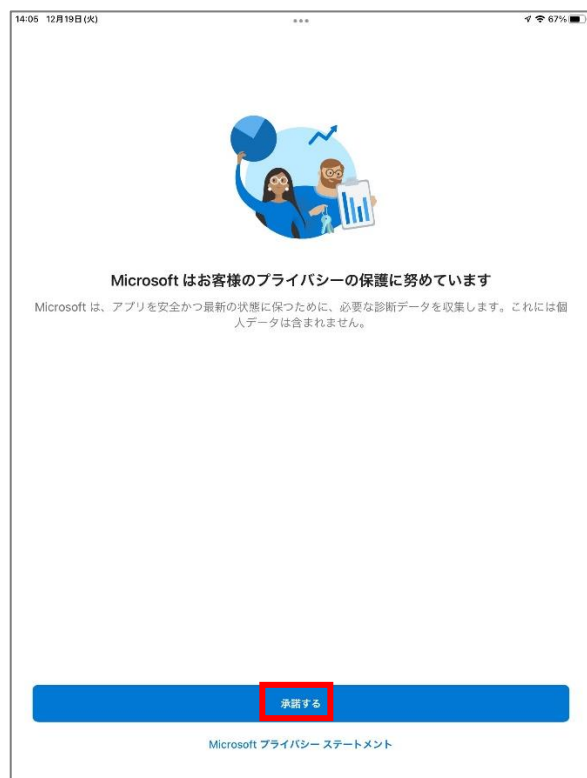 14:05 12月19日(火) 67%
Microsoft はお客様のプライバシーの保護に努めています
Microsoft は、アプリを安全かつ最新の状態に保つために、必要な診断データを収集します。これには個
人データは含まれません。
承諾する
Microsoft プライバシー ステートメント